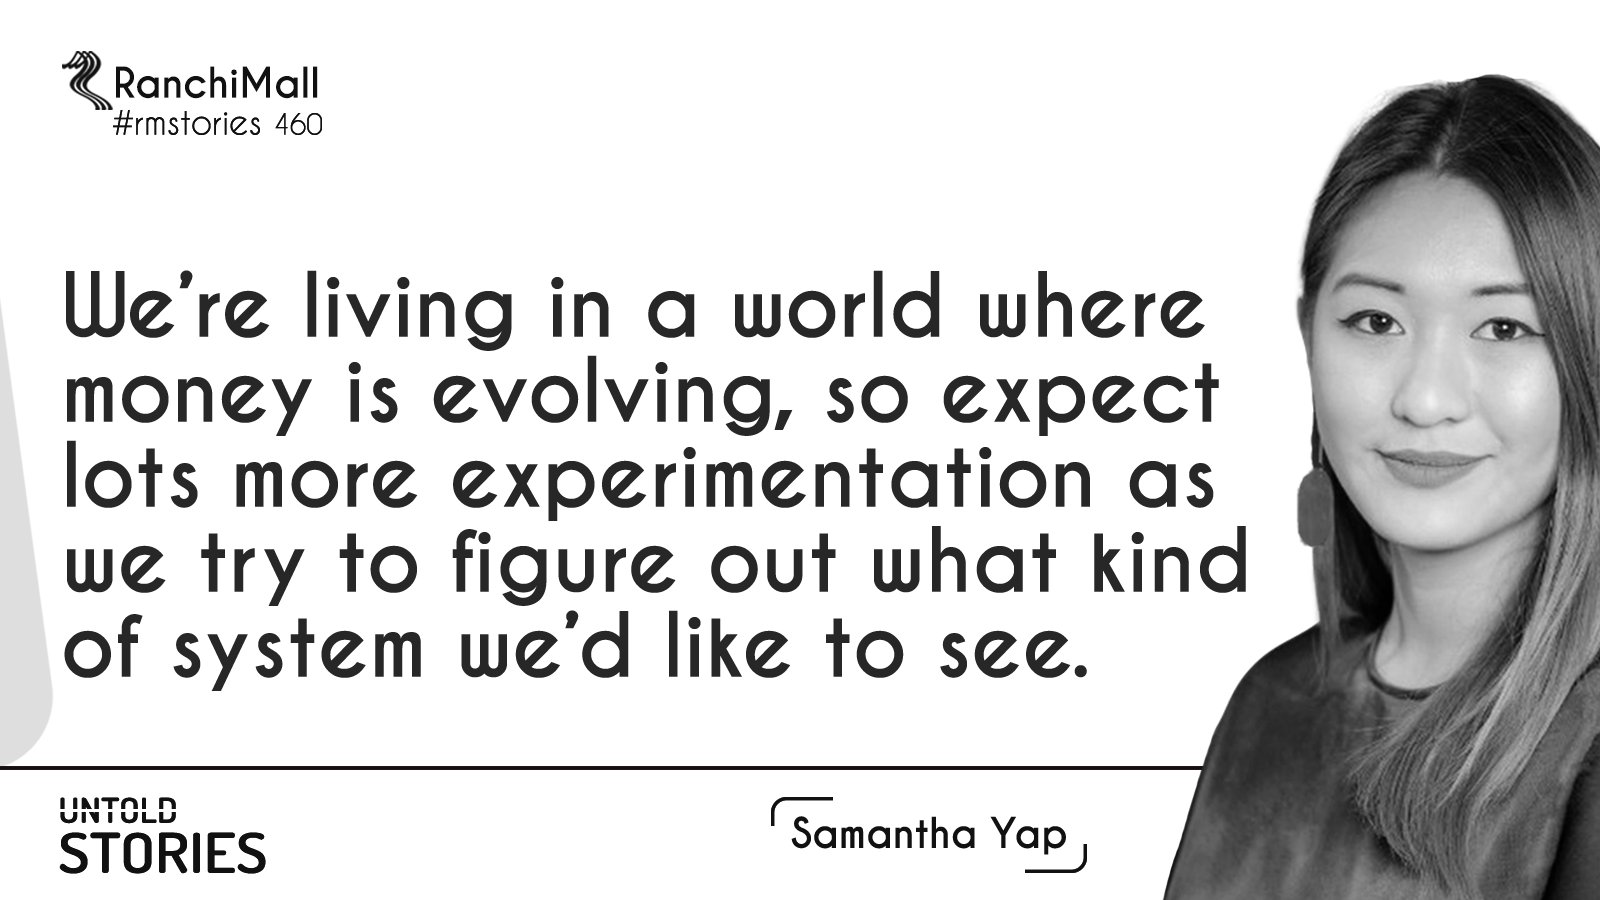 RanchiMall
#rmstories 460
We're living in a world where
money is evolving, so expect
lots more experimentation as
we try to figure out what kind
of system we'd like to see.
UNTOLD
STORIES
Samantha Yap